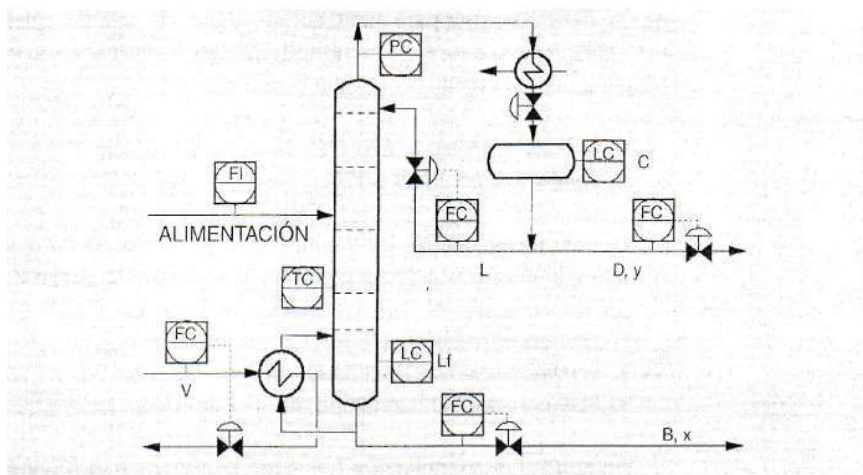 PC
LC
C
FI
FC
FC
ALIMENTACIÓN
L
D, y
TC
FC
LC
Lf
V
FC
B, x